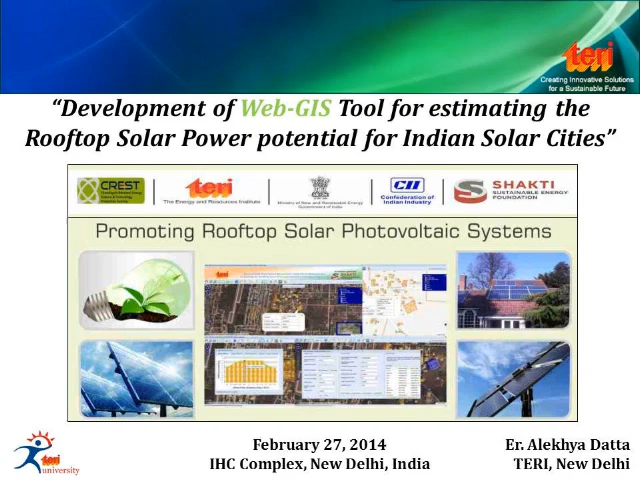 teri
Creating Innovative Solutions
for a Sustainable Future
“Development of Web-GIS Tool for estimating the
Rooftop Solar Power potential for Indian Solar Cities”
CREST
teri
The Energy and Resources Institute
Ministry of New and Renewable Energy
Government of India
CII
Confederation of
Indian Industry
SHAKTI
SUSTAINABLE ENERGY
FOUNDATION
Promoting Rooftop Solar Photovoltaic Systems
teri
SHAKTI
February 27, 2014
IHC Complex, New Delhi, India
Er. Alekhya Datta
TERI, New Delhi
teri
university